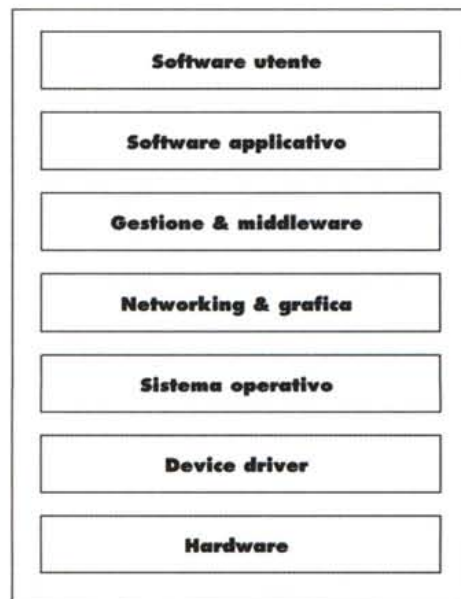 Software utente
Software applicativo
Gestione & middleware
Networking & grafica
Sistema operativo
Device driver
Hardware